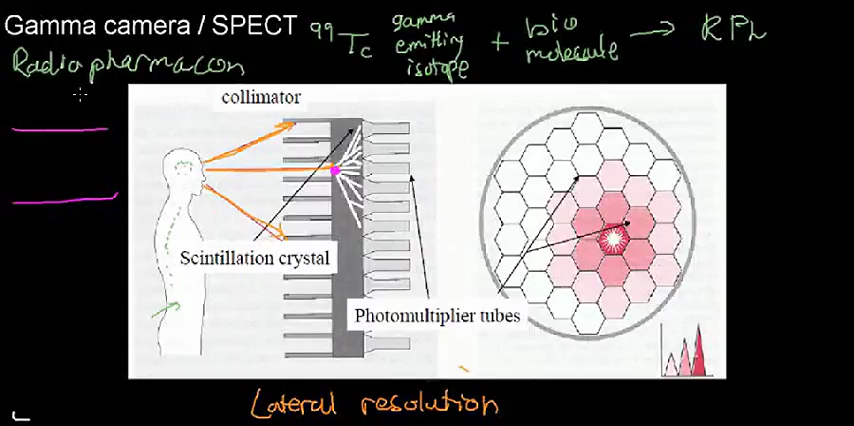 Gamma camera / SPECT
99 Tc gamma emitting isotope + bio molecule → RPh
Radiopharmacon
collimator
Scintillation crystal
Photomultiplier tubes
Lateral resolution